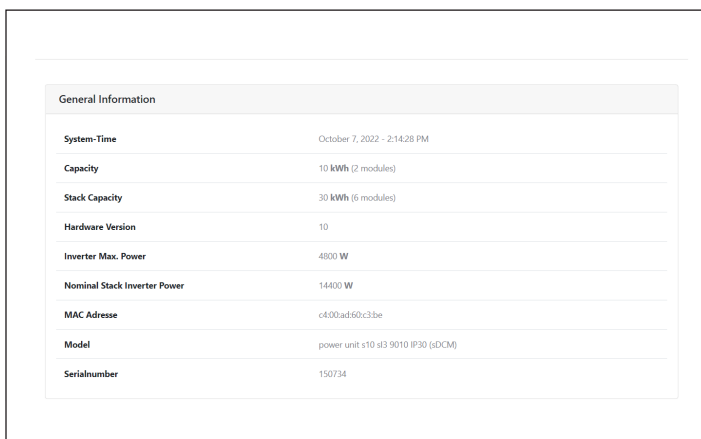 General Information
System-Time October 7, 2022 - 2:14:28 PM
Capacity 10 kWh (2 modules)
Stack Capacity 30 kWh (6 modules)
Hardware Version 10
Inverter Max. Power 4800 W
Nominal Stack Inverter Power 14400 W
MAC Adresse c4:00:ad:60:c3:be
Model power unit s10 sl3 9010 IP30 (sDCM)
Serialnumber 150734